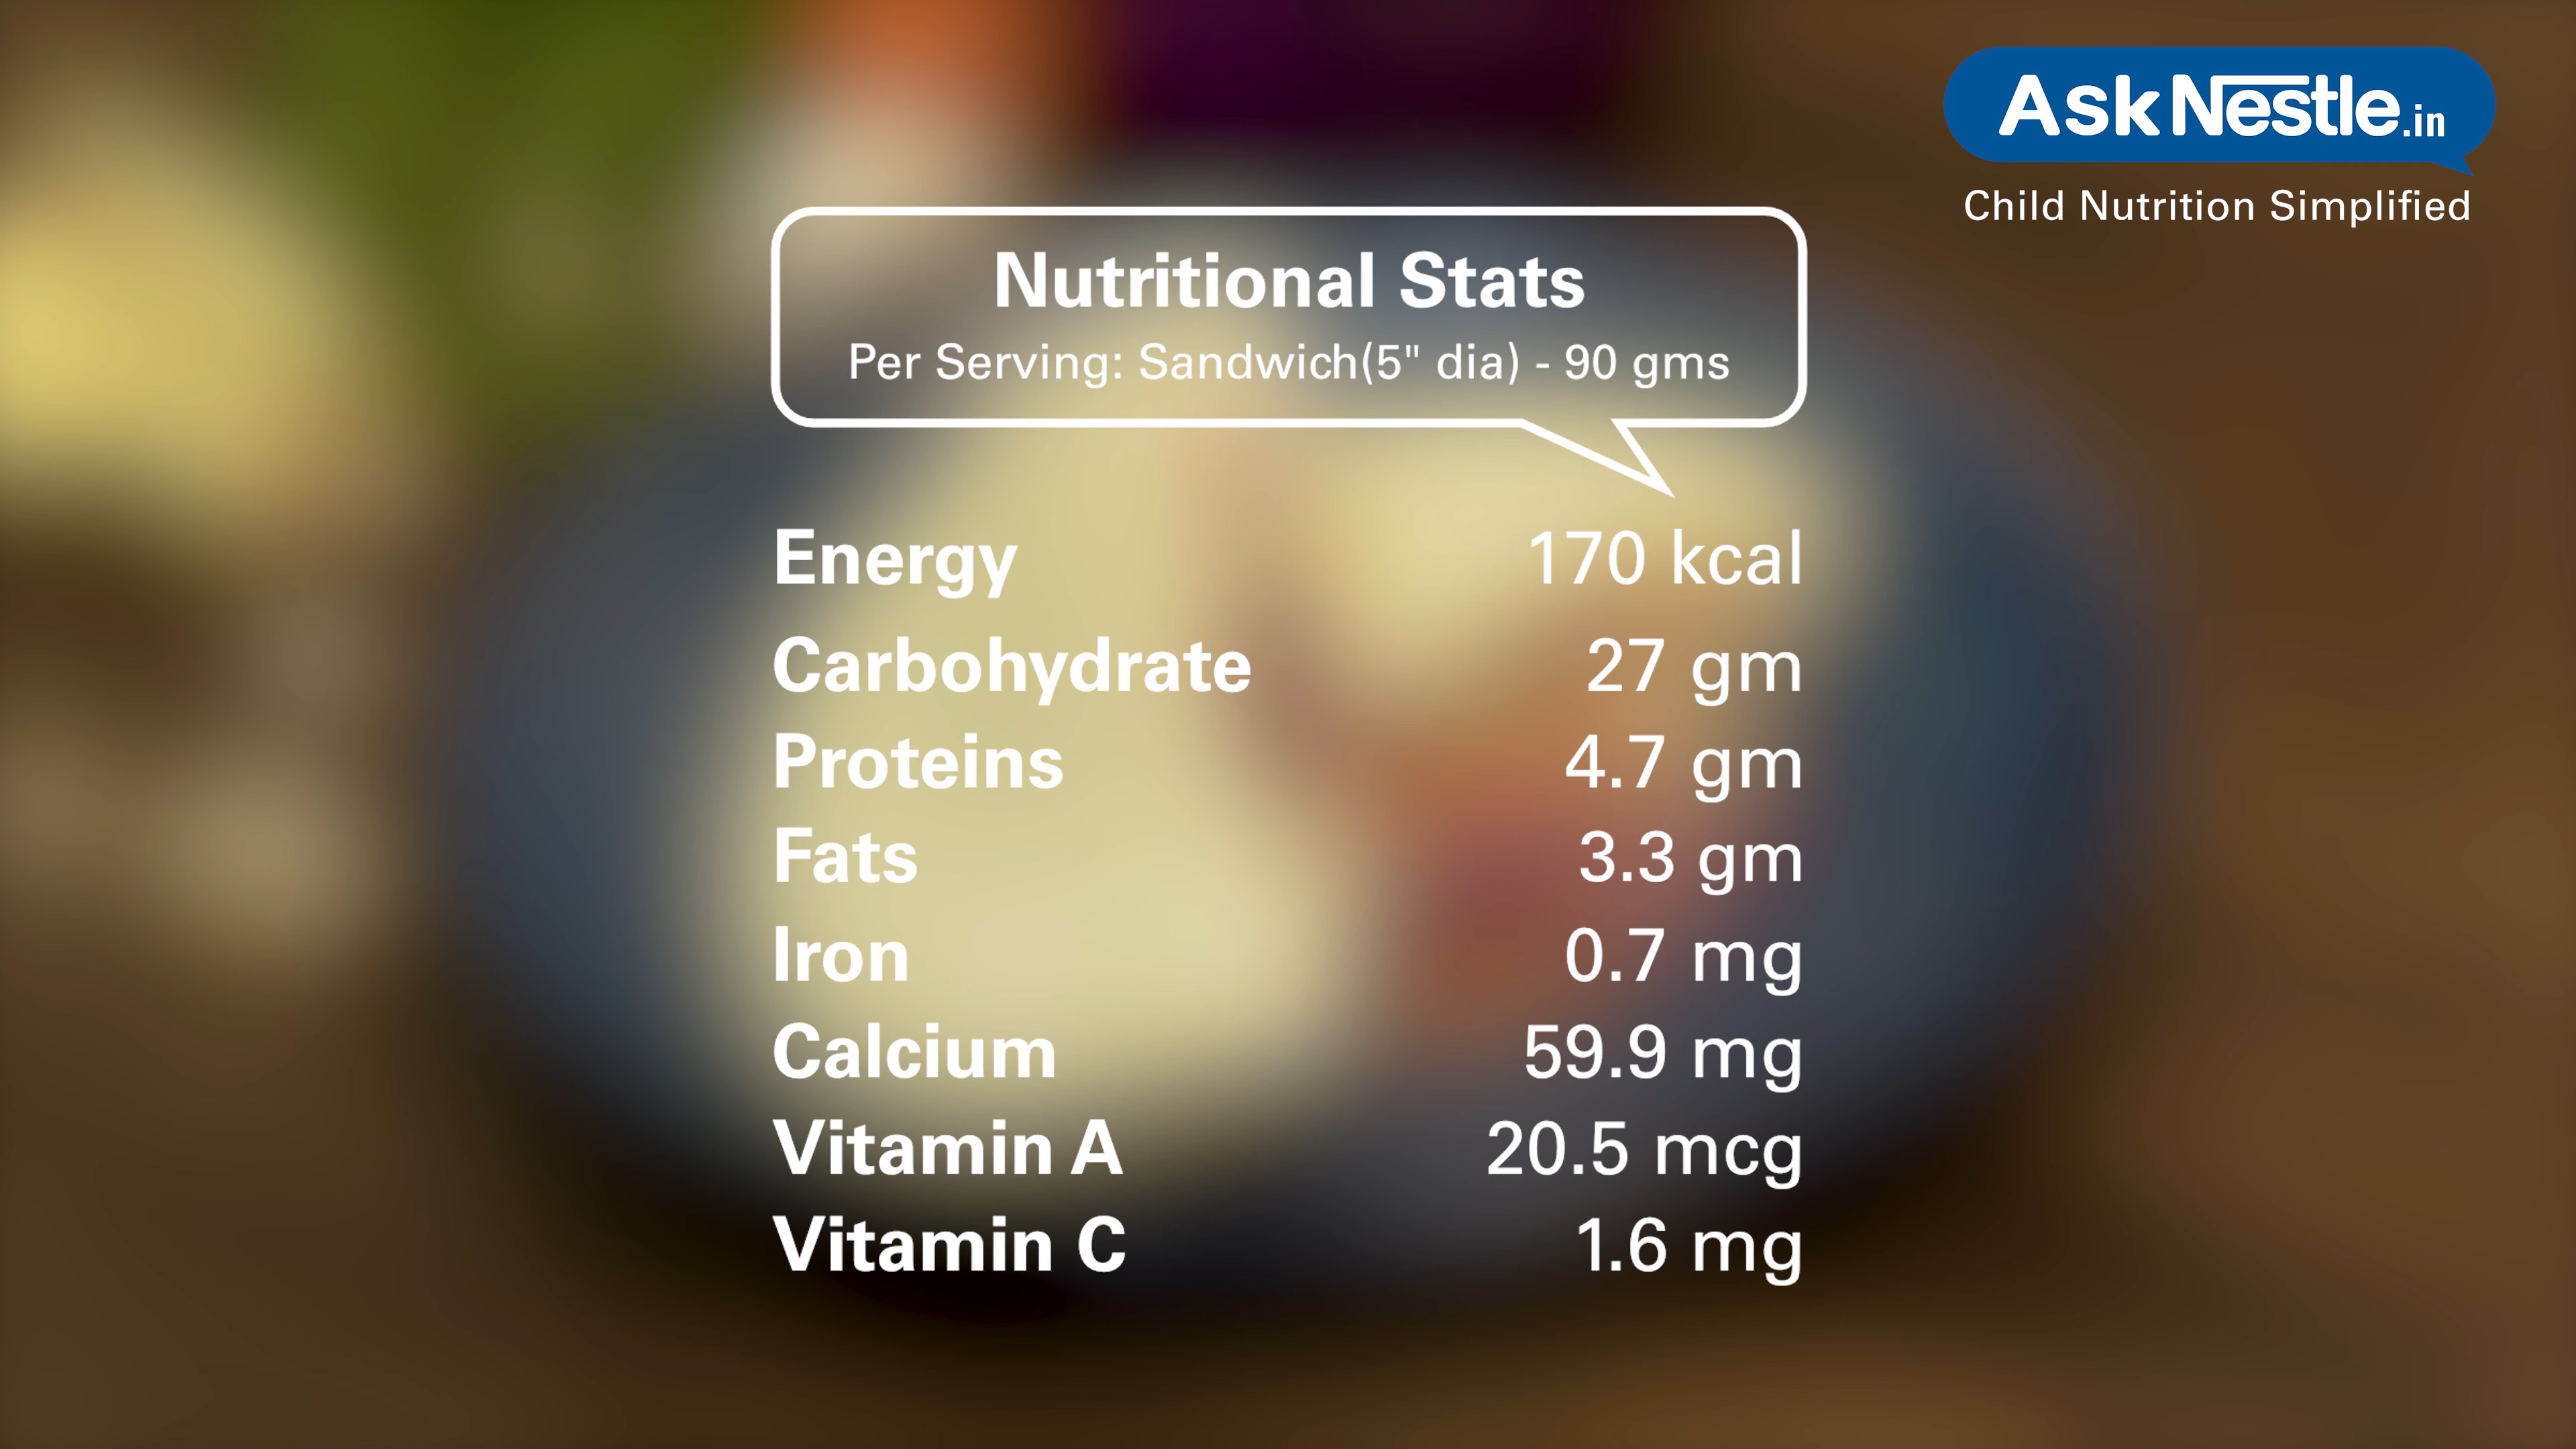 AskNestle.in
Child Nutrition Simplified
Nutritional Stats
Per Serving: Sandwich(5" dia) - 90 gms
Energy 170 kcal
Carbohydrate 27 gm
Proteins 4.7 gm
Fats 3.3 gm
Iron 0.7 mg
Calcium 59.9 mg
Vitamin A 20.5 mcg
Vitamin C 1.6 mg